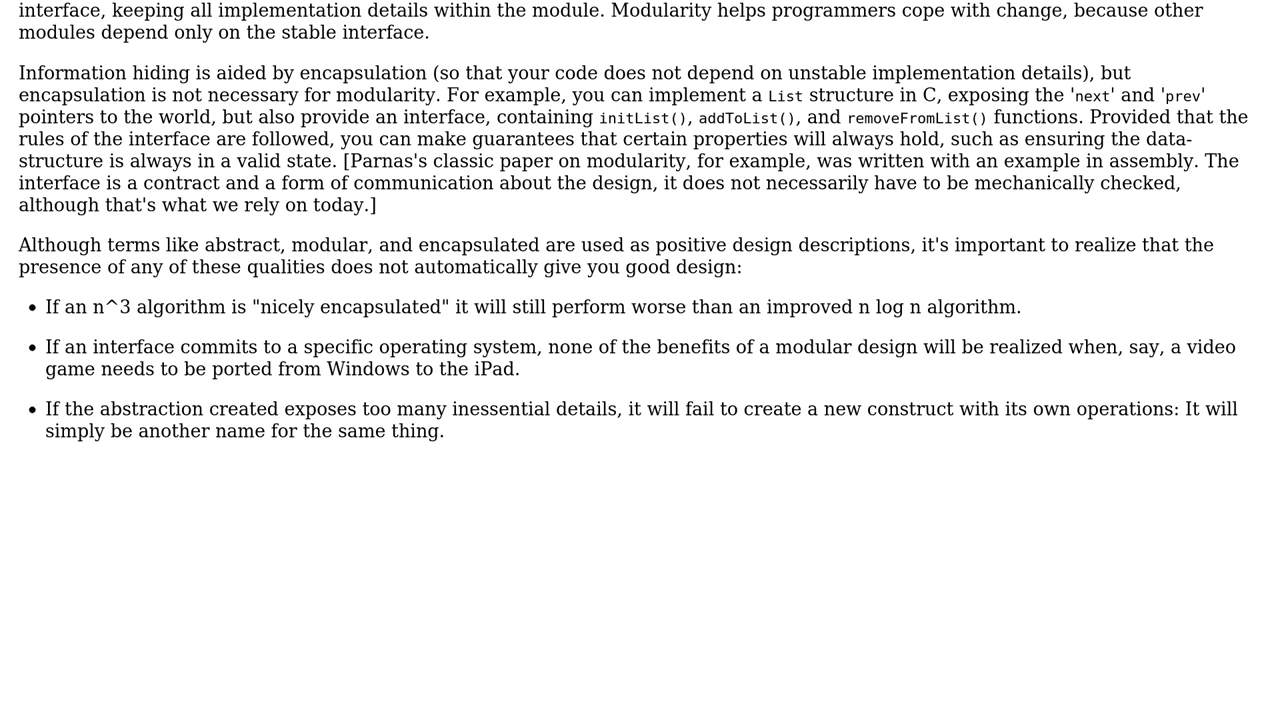 interface, keeping all implementation details within the module. Modularity helps programmers cope with change, because other
modules depend only on the stable interface.
Information hiding is aided by encapsulation (so that your code does not depend on unstable implementation details), but
encapsulation is not necessary for modularity. For example, you can implement a List structure in C, exposing the 'next' and 'prev'
pointers to the world, but also provide an interface, containing initList(), addToList(), and removeFromList() functions. Provided that the
rules of the interface are followed, you can make guarantees that certain properties will always hold, such as ensuring the data-
structure is always in a valid state. [Parnas's classic paper on modularity, for example, was written with an example in assembly. The
interface is a contract and a form of communication about the design, it does not necessarily have to be mechanically checked,
although that's what we rely on today.]
Although terms like abstract, modular, and encapsulated are used as positive design descriptions, it's important to realize that the
presence of any of these qualities does not automatically give you good design:
• If an n^3 algorithm is "nicely encapsulated" it will still perform worse than an improved n log n algorithm.
• If an interface commits to a specific operating system, none of the benefits of a modular design will be realized when, say, a video
game needs to be ported from Windows to the iPad.
• If the abstraction created exposes too many inessential details, it will fail to create a new construct with its own operations: It will
simply be another name for the same thing.